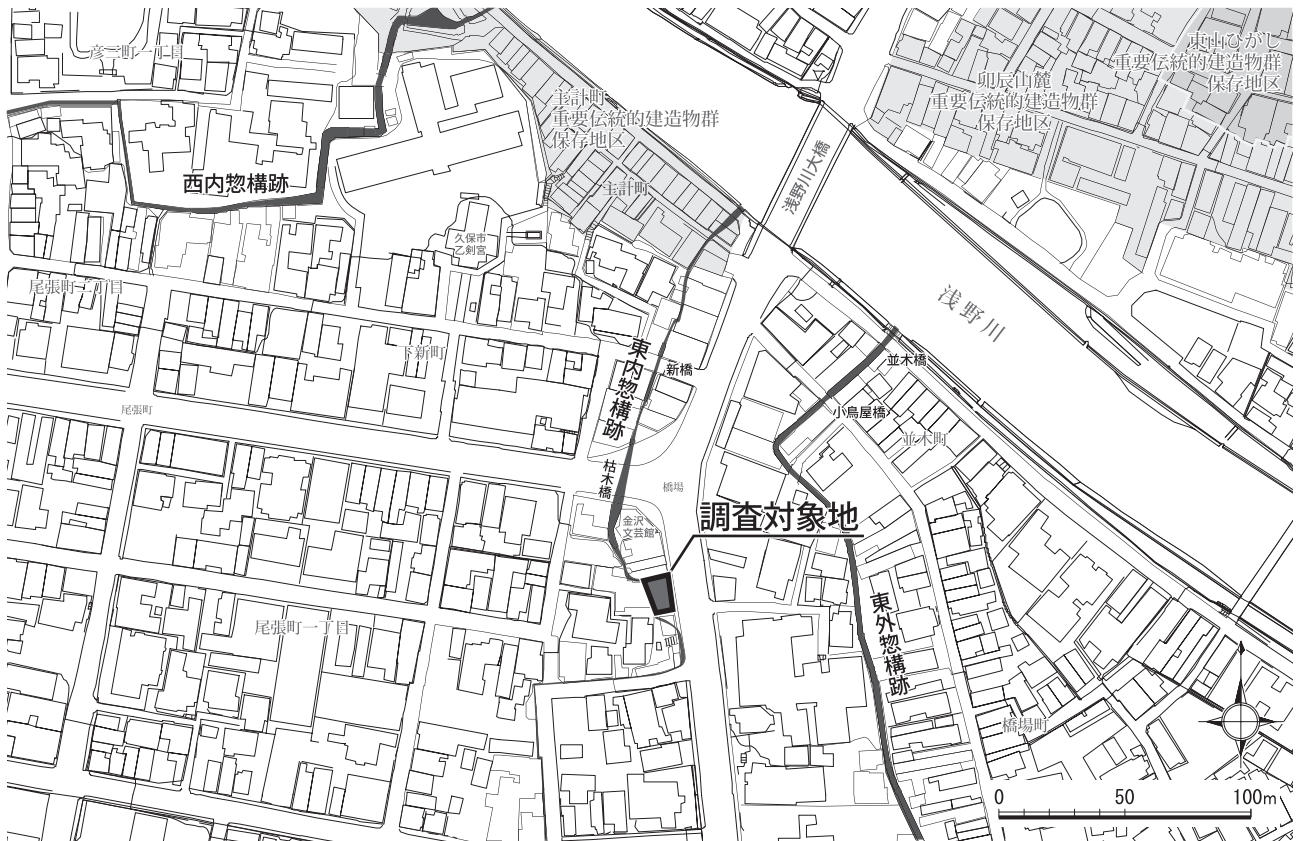 彦三町一丁目
東山ひがし
重要伝統的建造物群
保存地区
卯辰山麓
重要伝統的建造物群
保存地区
主計町
重要伝統的建造物群
保存地区
西内惣構跡
主計町
浅野川大橋
久保市
乙剣宮
尾張町二丁目
浅野川
下新町
東内惣構跡
新橋
並木橋
尾張町
小鳥屋橋
並木町
枯木橋
橋場
調査対象地
金沢
文芸館
尾張町一丁目
東外惣構跡
橋場町
0 50 100m